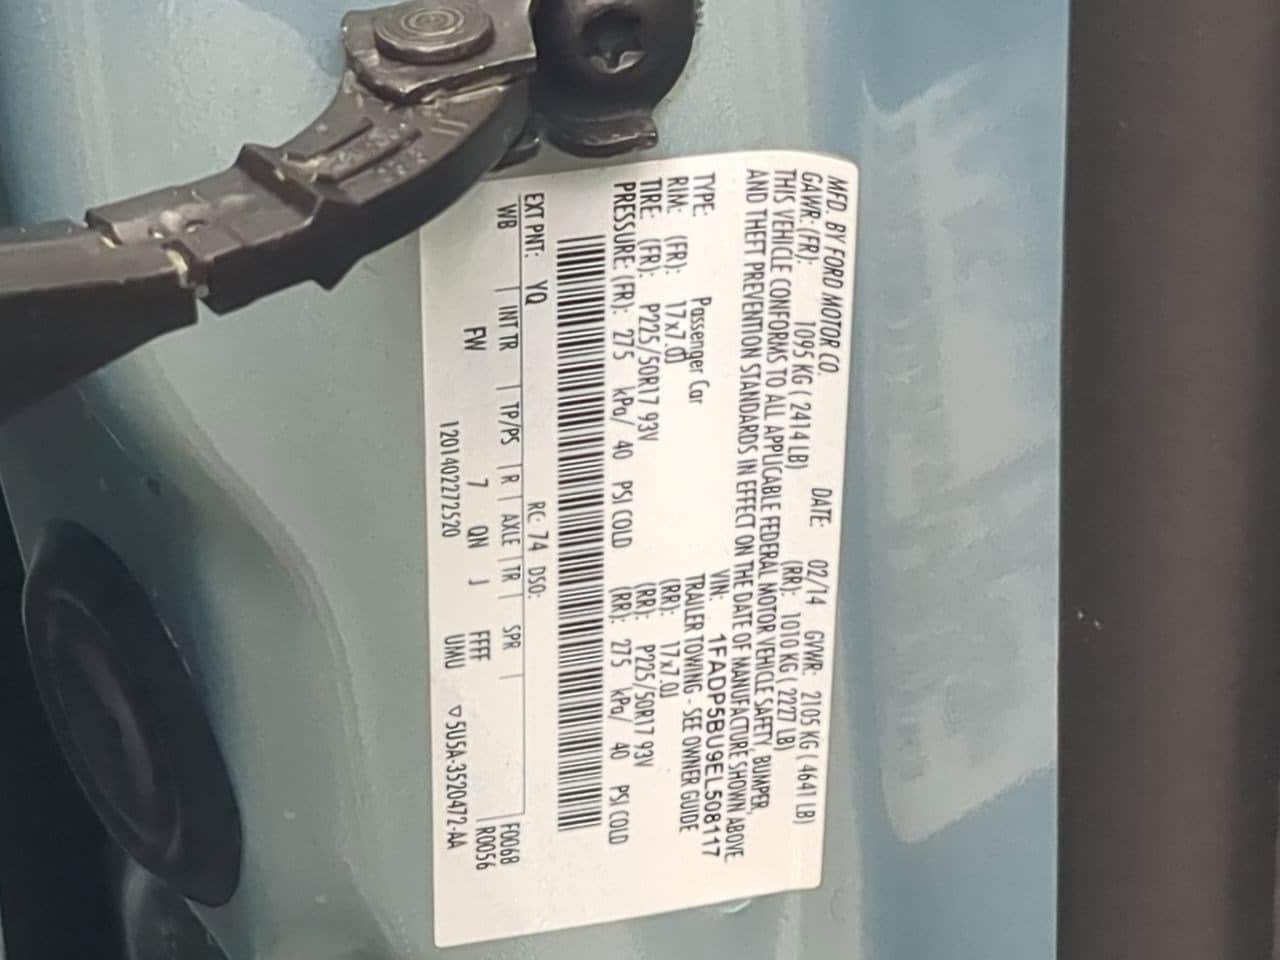 MFD. BY FORD MOTOR CO.
DATE: 02/14 GVWR: 2105 KG ( 4641 LB)
GAWR: (FR): 1095 KG ( 2414 LB) (RR): 1010 KG ( 2227 LB)
THIS VEHICLE CONFORMS TO ALL APPLICABLE FEDERAL MOTOR VEHICLE SAFETY, BUMPER,
AND THEFT PREVENTION STANDARDS IN EFFECT ON THE DATE OF MANUFACTURE SHOWN ABOVE
VIN: 1FADP5BU9EL508117
TYPE: Passenger Car TRAILER TOWING - SEE OWNER GUIDE
RIM: (FR): 17x7.0J (RR): 17x7.0J
TIRE: (FR): P225/50R17 93V (RR): P225/50R17 93V
PRESSURE: (FR): 275 kPa/ 40 PSI COLD (RR): 275 kPa/ 40 PSI COLD
EXT PNT: YQ RC: 74 DSO:
WB | INT TR | TP/PS | R | AXLE | TR | SPR | F0068
FW 7 QN J FFFF R0056
1201402272520 UMU ▽ 5U5A-3520472-AA